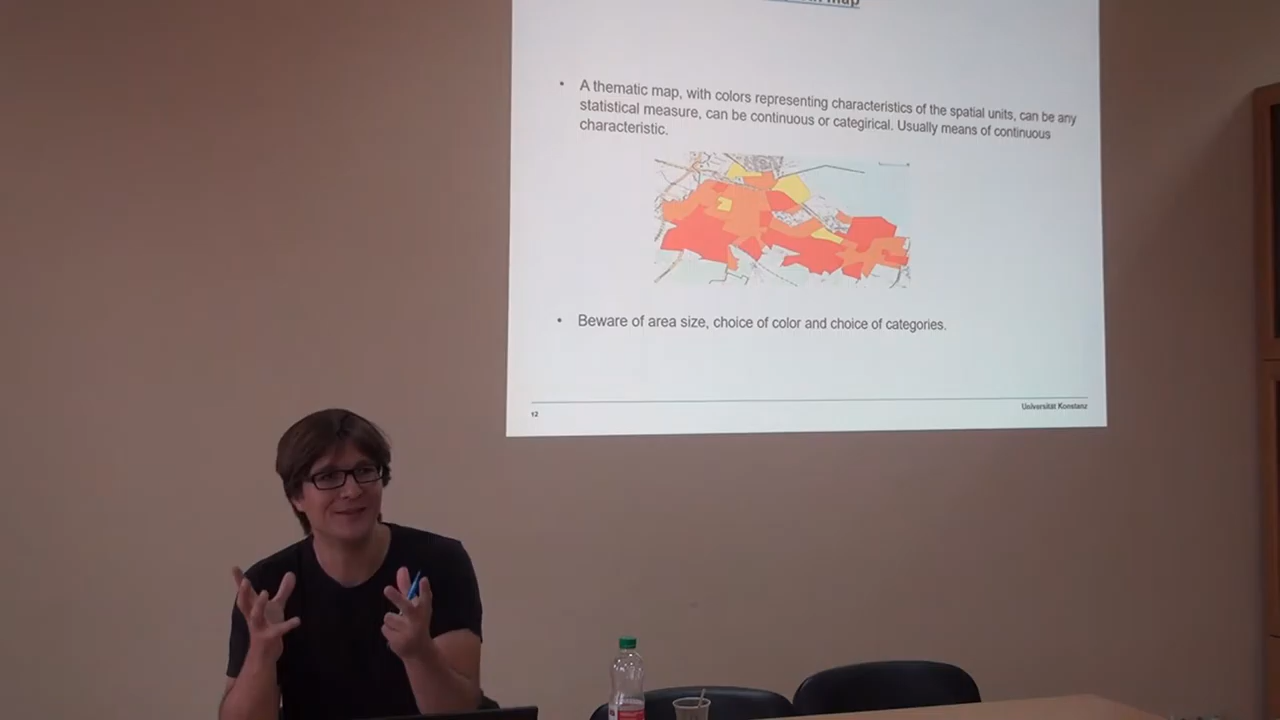 map
• A thematic map, with colors representing characteristics of the spatial units, can be any
statistical measure, can be continuous or categirical. Usually means of continuous
characteristic.
• Beware of area size, choice of color and choice of categories.
12
Universität Konstanz